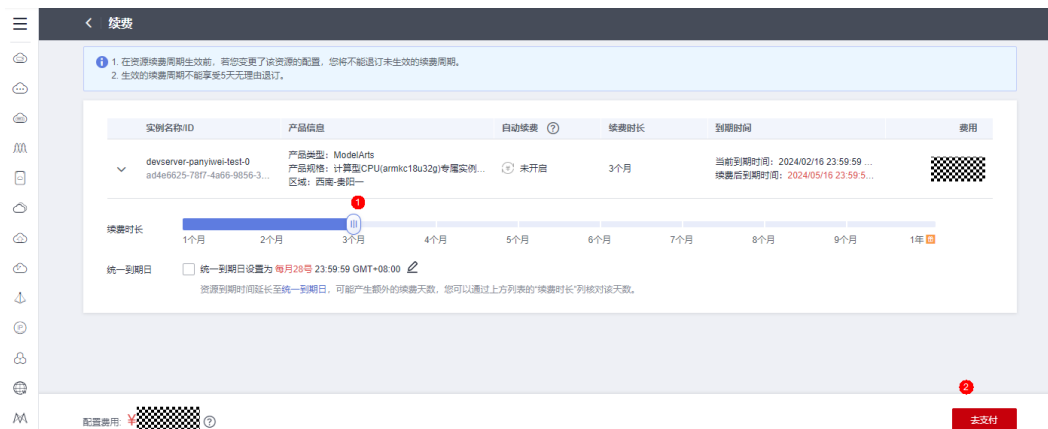 续费
1. 在资源续费周期生效前，若您变更了该资源的配置，您将不能退订未生效的续费周期。
2. 生效的续费周期不能享受5天无理由退订。
实例名称/ID 产品信息 自动续费 ? 续费时长 到期时间 费用
devserver-panyiwei-test-0
ad4e6625-78f7-4a66-9856-3...
产品类型：ModelArts
产品规格：计算型CPU(armkc18u32g)专属实例...
区域：西南-贵阳一
未开启
3个月
当前到期时间：2024/02/16 23:59:59 ...
续费后到期时间：2024/05/16 23:59:5...
1
续费时长
1个月 2个月 3个月 4个月 5个月 6个月 7个月 8个月 9个月 1年
统一到期日 统一到期日设置为 每月28号 23:59:59 GMT+08:00
资源到期时间延长至统一到期日，可能产生额外的续费天数，您可以通过上方列表的“续费时长”列核对该天数。
2
配置费用: ¥ ?
去支付